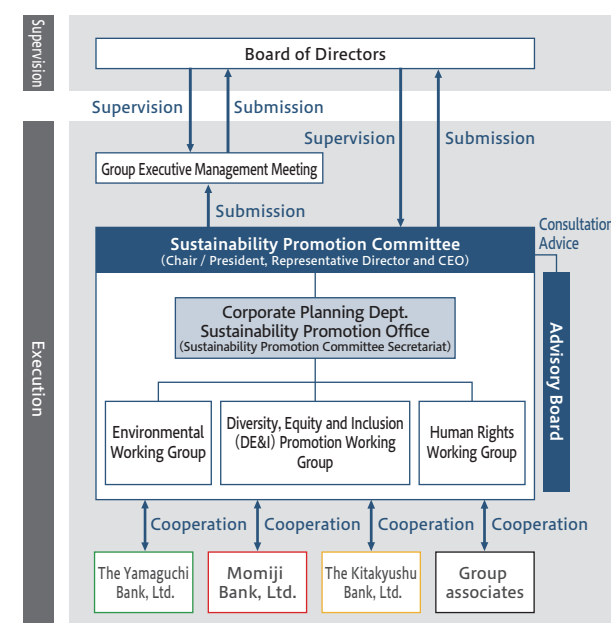 Supervision
Board of Directors
Supervision
Submission
Supervision
Submission
Execution
Group Executive Management Meeting
Submission
Consultation
Advice
Sustainability Promotion Committee
(Chair / President, Representative Director and CEO)
Advisory Board
Corporate Planning Dept.
Sustainability Promotion Office
(Sustainability Promotion Committee Secretariat)
Environmental
Working Group
Diversity, Equity and Inclusion
(DE&I) Promotion Working
Group
Human Rights
Working Group
Cooperation
Cooperation
Cooperation
Cooperation
The Yamaguchi
Bank, Ltd.
Momiji
Bank, Ltd.
The Kitakyushu
Bank, Ltd.
Group
associates